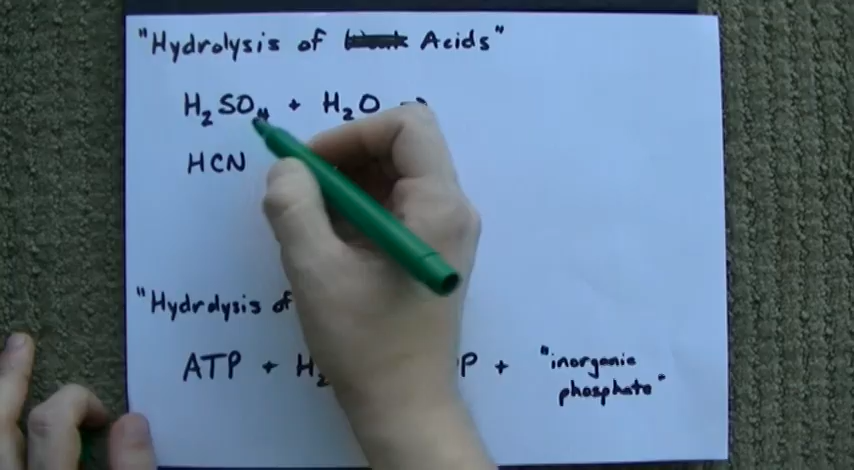 "Hydrolysis of Acids"
H₂SO₄ + H₂O →
HCN
"Hydrolysis of
ATP + H₂ P + "inorganic
phosphate"